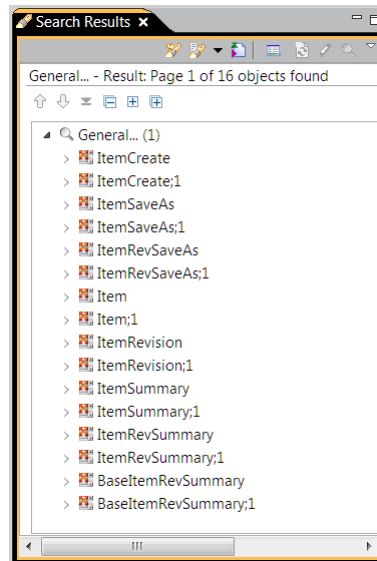 Search Results
General... - Result: Page 1 of 16 objects found
General... (1)
ItemCreate
ItemCreate;1
ItemSaveAs
ItemSaveAs;1
ItemRevSaveAs
ItemRevSaveAs;1
Item
Item;1
ItemRevision
ItemRevision;1
ItemSummary
ItemSummary;1
ItemRevSummary
ItemRevSummary;1
BaseItemRevSummary
BaseItemRevSummary;1